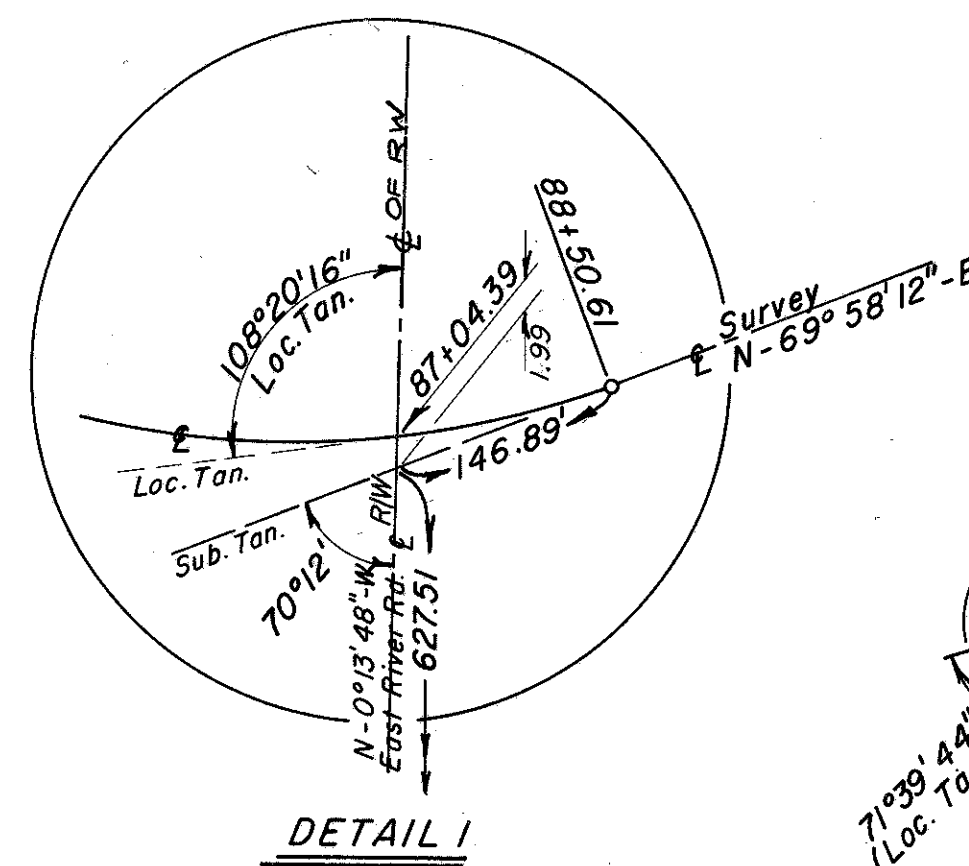 ℄ OF RW
108°20'16"
Loc. Tan.
87+04.39
1.99
88+50.61
Survey
℄ N-69°58'12"-E
℄
146.89'
Loc. Tan.
Sub. Tan.
70°12'
℄ R/W
N-0°13'48"-W
East River Rd.
℄
627.51
71°39'44"
(Loc. Ta
DETAIL 1